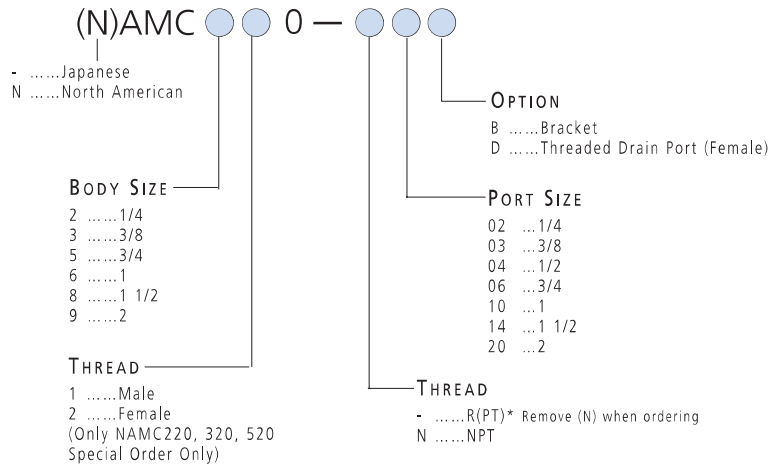 (N)AMC 0 —
- ......Japanese
N ......North American
OPTION
B ......Bracket
D ......Threaded Drain Port (Female)
BODY SIZE
2 ......1/4
3 ......3/8
5 ......3/4
6 ......1
8 ......1 1/2
9 ......2
PORT SIZE
02 ...1/4
03 ...3/8
04 ...1/2
06 ...3/4
10 ...1
14 ...1 1/2
20 ...2
THREAD
1 ......Male
2 ......Female
(Only NAMC220, 320, 520
Special Order Only)
THREAD
- ......R(PT)* Remove (N) when ordering
N ......NPT